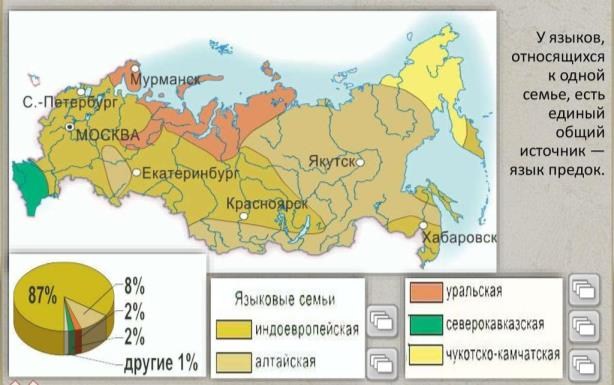 У языков,
относящихся
к одной
семье, есть
единый
общий
источник —
язык предок.
Мурманск
С.-Петербург
МОСКВА
Екатеринбург
Якутск
Красноярск
Хабаровск
87%
8%
2%
2%
другие 1%
Языковые семьи
индоевропейская
алтайская
уральская
северокавказская
чукотско-камчатская